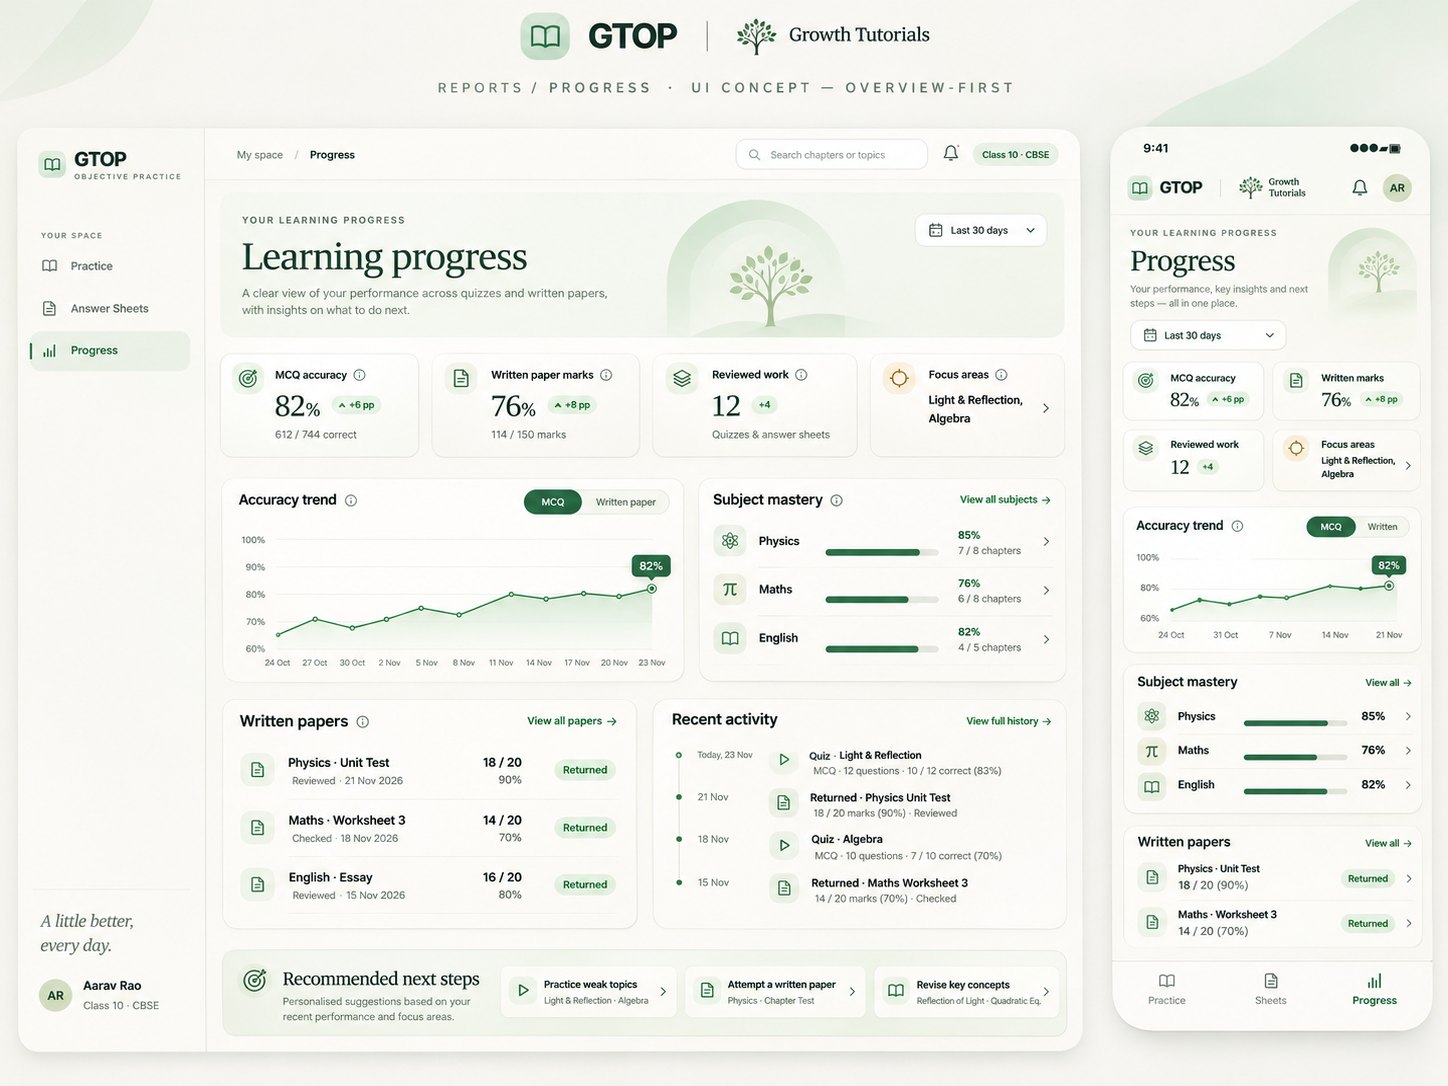 GTOP
Growth Tutorials
REPORTS / PROGRESS · UI CONCEPT — OVERVIEW-FIRST
GTOP
OBJECTIVE PRACTICE
YOUR SPACE
Practice
Answer Sheets
Progress
A little better,
every day.
AR
Aarav Rao
Class 10 · CBSE
My space / Progress
Search chapters or topics
Class 10 · CBSE
YOUR LEARNING PROGRESS
Learning progress
A clear view of your performance across quizzes and written papers,
with insights on what to do next.
Last 30 days
MCQ accuracy
82%
+6 pp
612 / 744 correct
Written paper marks
76%
+8 pp
114 / 150 marks
Reviewed work
12
+4
Quizzes & answer sheets
Focus areas
Light & Reflection,
Algebra
Accuracy trend
MCQ
Written paper
100%
90%
80%
70%
60%
82%
24 Oct 27 Oct 30 Oct 2 Nov 5 Nov 8 Nov 11 Nov 14 Nov 17 Nov 20 Nov 23 Nov
Subject mastery
View all subjects →
Physics
85%
7 / 8 chapters
Maths
76%
6 / 8 chapters
English
82%
4 / 5 chapters
Written papers
View all papers →
Physics · Unit Test
Reviewed · 21 Nov 2026
18 / 20
90%
Returned
Maths · Worksheet 3
Checked · 18 Nov 2026
14 / 20
70%
Returned
English · Essay
Reviewed · 15 Nov 2026
16 / 20
80%
Returned
Recent activity
View full history →
Today, 23 Nov
Quiz · Light & Reflection
MCQ · 12 questions · 10 / 12 correct (83%)
21 Nov
Returned · Physics Unit Test
18 / 20 marks (90%) · Reviewed
18 Nov
Quiz · Algebra
MCQ · 10 questions · 7 / 10 correct (70%)
15 Nov
Returned · Maths Worksheet 3
14 / 20 marks (70%) · Checked
Recommended next steps
Personalised suggestions based on your
recent performance and focus areas.
Practice weak topics
Light & Reflection · Algebra
Attempt a written paper
Physics · Chapter Test
Revise key concepts
Reflection of Light · Quadratic Eq.
9:41
GTOP
Growth
Tutorials
AR
YOUR LEARNING PROGRESS
Progress
Your performance, key insights and next
steps — all in one place.
Last 30 days
MCQ accuracy
82%
+6 pp
Written marks
76%
+8 pp
Reviewed work
12
+4
Focus areas
Light & Reflection,
Algebra
Accuracy trend
MCQ
Written
100%
80%
60%
82%
24 Oct 31 Oct 7 Nov 14 Nov 21 Nov
Subject mastery
View all →
Physics
85%
Maths
76%
English
82%
Written papers
View all →
Physics · Unit Test
18 / 20 (90%)
Returned
Maths · Worksheet 3
14 / 20 (70%)
Returned
Practice
Sheets
Progress